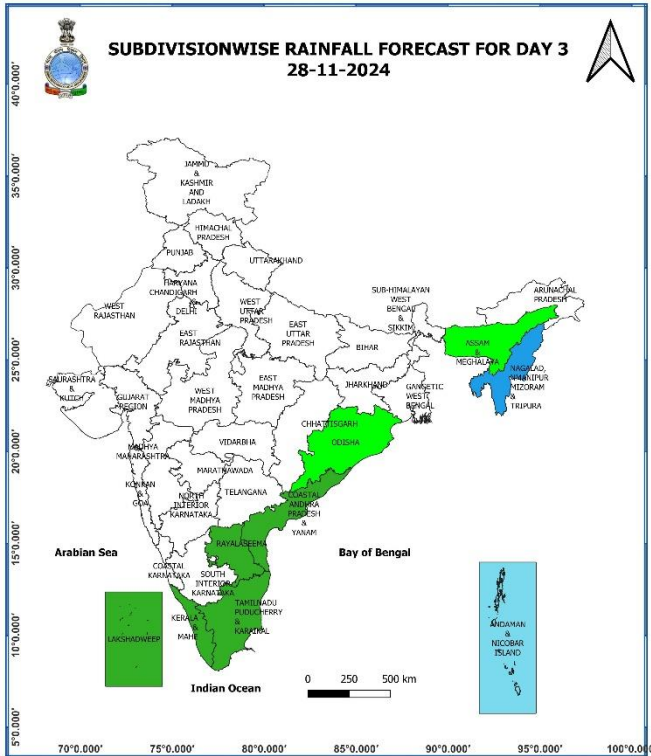 SUBDIVISIONWISE RAINFALL FORECAST FOR DAY 3
28-11-2024
40°0.000'
35°0.000'
30°0.000'
25°0.000'
20°0.000'
15°0.000'
10°0.000'
5°0.000'
JAMMU
&
KASHMIR
AND
LADAKH
HIMACHAL
PRADESH
PUNJAB
UTTARAKHAND
HARYANA
CHANDIGARH
&
DELHI
WEST
RAJASTHAN
WEST
UTTAR
PRADESH
SUB-HIMALAYAN
WEST
BENGAL
&
SIKKIM
ARUNACHAL
PRADESH
EAST
RAJASTHAN
EAST
UTTAR
PRADESH
BIHAR
ASSAM
&
MEGHALAYA
NAGALAD,
MANIPUR
MIZORAM
&
TRIPURA
SAURASHTRA
&
KUTCH
GUJARAT
REGION
WEST
MADHYA
PRADESH
EAST
MADHYA
PRADESH
JHARKHAND
GANGETIC
WEST
BENGAL
CHHATTISGARH
ODISHA
VIDARBHA
MADHYA
MAHARASHTRA
MARATHAWADA
KONKAN
&
GOA
NORTH
INTERIOR
KARNATAKA
TELANGANA
COASTAL
ANDHRA
PRADESH
&
YANAM
RAYALASEEMA
Arabian Sea
Bay of Bengal
COASTAL
KARNATAKA
SOUTH
INTERIOR
KARNATAKA
TAMILNADU
PUDUCHERRY
&
KARAIKAL
KERALA
&
MAHE
LAKSHADWEEP
ANDAMAN
&
NICOBAR
ISLAND
Indian Ocean
0 250 500 km
70°0.000' 75°0.000' 80°0.000' 85°0.000' 90°0.000' 95°0.000' 100°0.000'